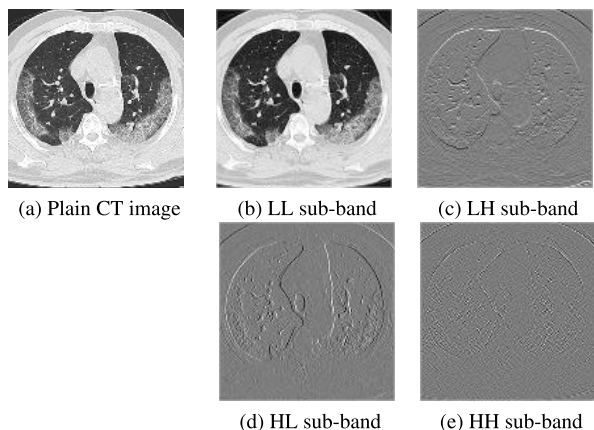 (a) Plain CT image
(b) LL sub-band
(c) LH sub-band
(d) HL sub-band
(e) HH sub-band